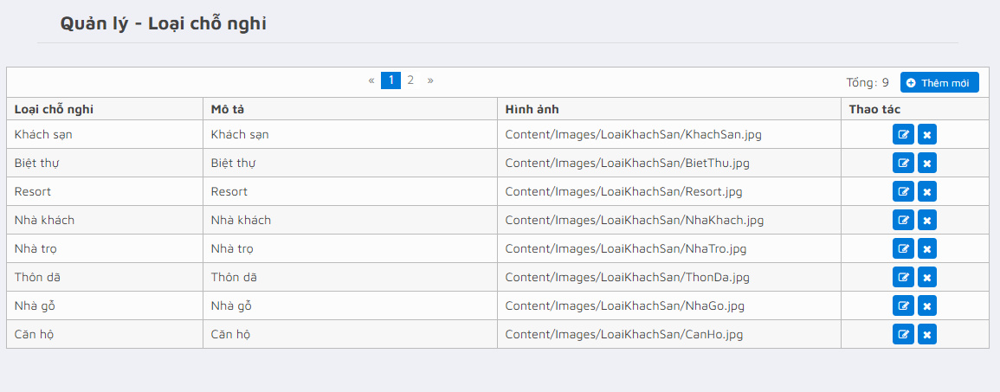 Quản lý - Loại chỗ nghi
« 1 2 » Tổng: 9 Thêm mới
Loại chỗ nghi Mô tả Hình ảnh Thao tác
Khách sạn Khách sạn Content/Images/LoaiKhachSan/KhachSan.jpg
Biệt thự Biệt thự Content/Images/LoaiKhachSan/BietThu.jpg
Resort Resort Content/Images/LoaiKhachSan/Resort.jpg
Nhà khách Nhà khách Content/Images/LoaiKhachSan/NhaKhach.jpg
Nhà trọ Nhà trọ Content/Images/LoaiKhachSan/NhaTro.jpg
Thôn dã Thôn dã Content/Images/LoaiKhachSan/ThonDa.jpg
Nhà gỗ Nhà gỗ Content/Images/LoaiKhachSan/NhaGo.jpg
Căn hộ Căn hộ Content/Images/LoaiKhachSan/CanHo.jpg